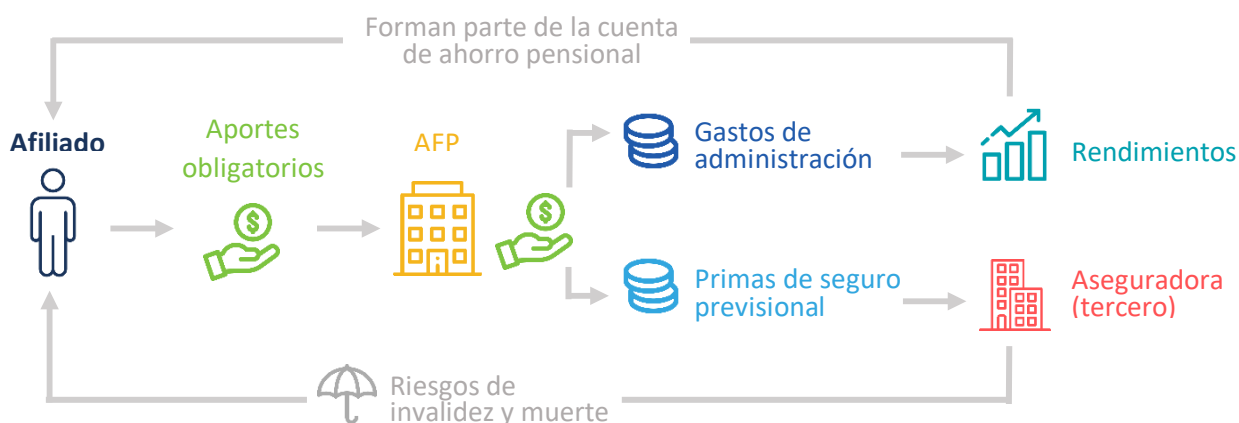 Forman parte de la cuenta
de ahorro pensional
Afiliado
Aportes
obligatorios
AFP
Gastos de
administración
Rendimientos
$
$
Primas de seguro
previsional
Aseguradora
(tercero)
Riesgos de
invalidez y muerte